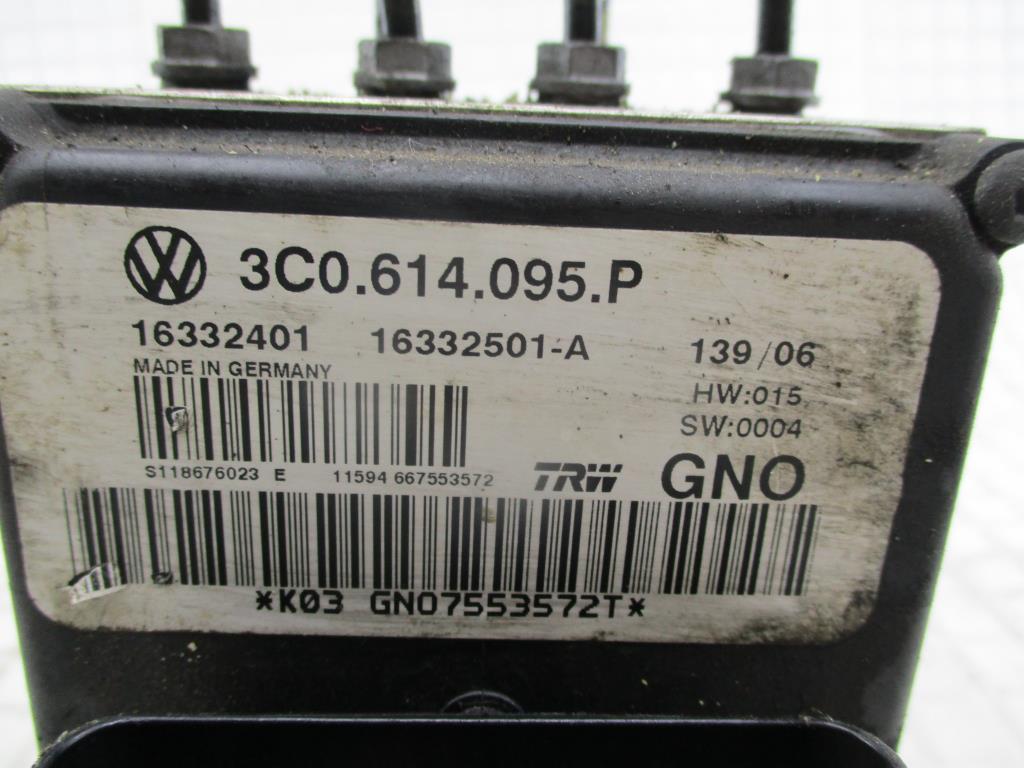 3C0.614.095.P
16332401 16332501-A 139/06
MADE IN GERMANY
HW:015
SW:0004
S118676023 E 11594 667553572 TRW GNO
*K03 GNO7553572T*